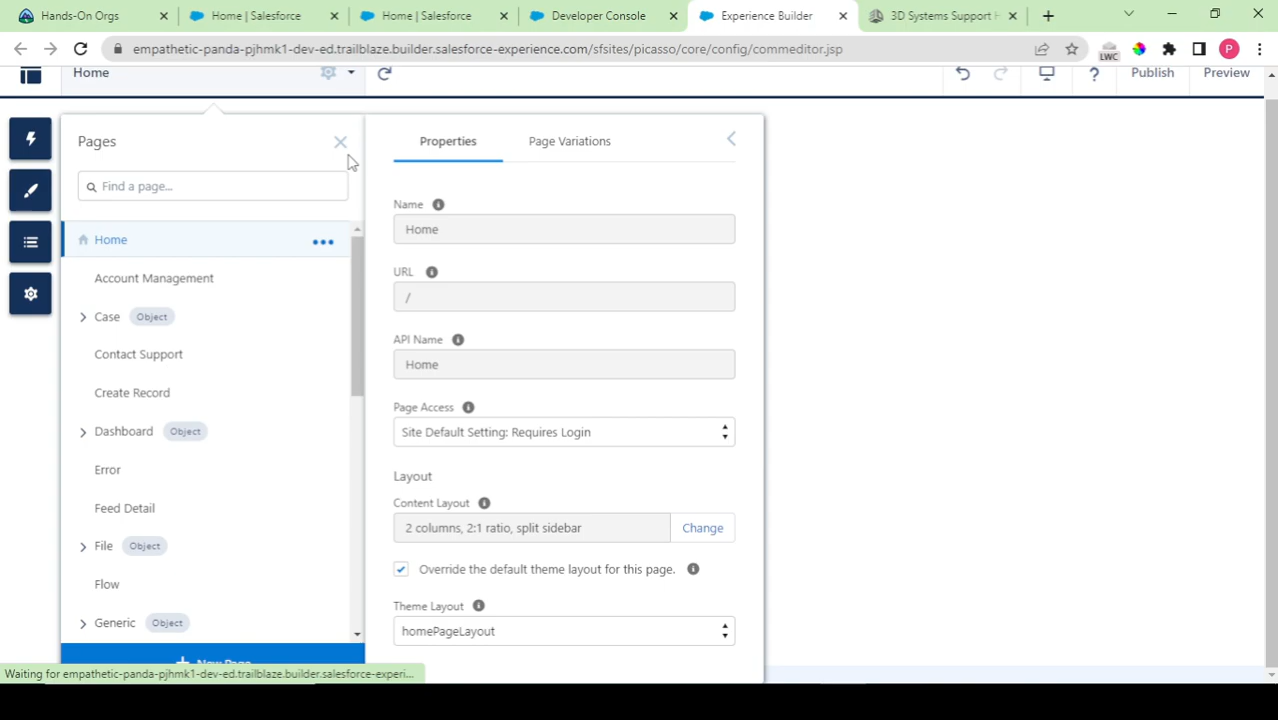 Hands-On Orgs
Home | Salesforce
Home | Salesforce
Developer Console
Experience Builder
3D Systems Support H
empathetic-panda-pjhmk1-dev-ed.trailblaze.builder.salesforce-experience.com/sfsites/picasso/core/config/commeditor.jsp
LWC
P
Home
?
Publish
Preview
Pages
Properties
Page Variations
Find a page...
Name
Home
Home
URL
Account Management
/
Case
Object
API Name
Contact Support
Home
Create Record
Page Access
Dashboard
Object
Site Default Setting: Requires Login
Error
Layout
Content Layout
Feed Detail
2 columns, 2:1 ratio, split sidebar
Change
File
Object
Override the default theme layout for this page.
Flow
Theme Layout
Generic
Object
homePageLayout
New Page
Waiting for empathetic-panda-pjhmk1-dev-ed.trailblaze.builder.salesforce-experi...